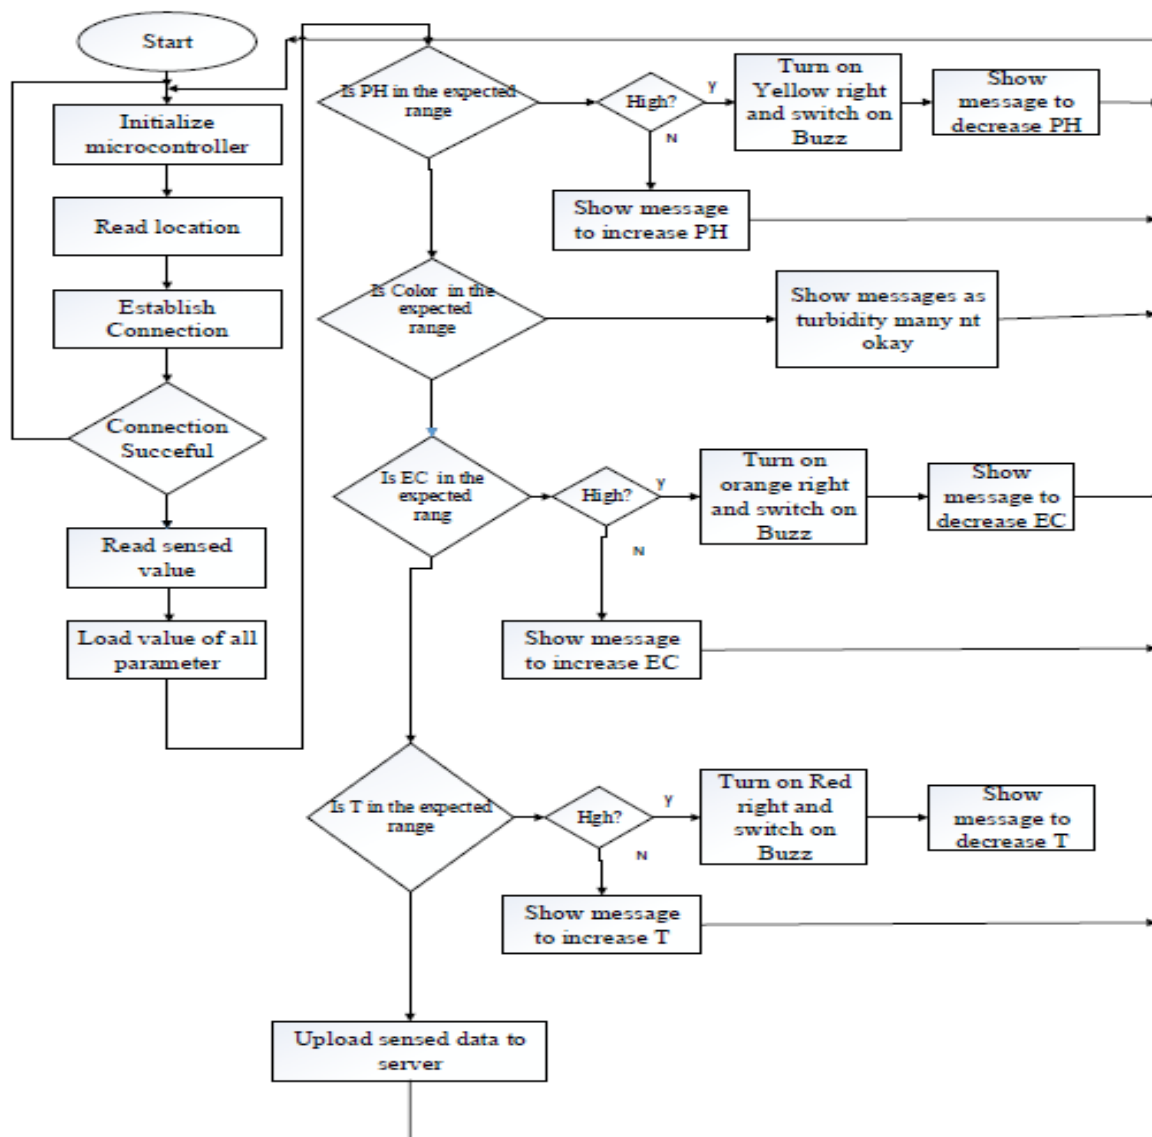 Start
Initialize
microcontroller
Read location
Establish
Connection
Connection
Succeful
Read sensed
value
Load value of all
parameter
Is PH in the expected
range
High?
y
N
Turn on
Yellow right
and switch on
Buzz
Show
message to
decrease PH
Show message
to increase PH
Is Color in the
expected
range
Show messages as
turbidity many nt
okay
Is EC in the
expected
rang
High?
y
N
Turn on
orange right
and switch on
Buzz
Show
message to
decrease EC
Show message
to increase EC
Is T in the expected
range
Hgh?
y
N
Turn on Red
right and
switch on
Buzz
Show
message to
decrease T
Show message
to increase T
Upload sensed data to
server